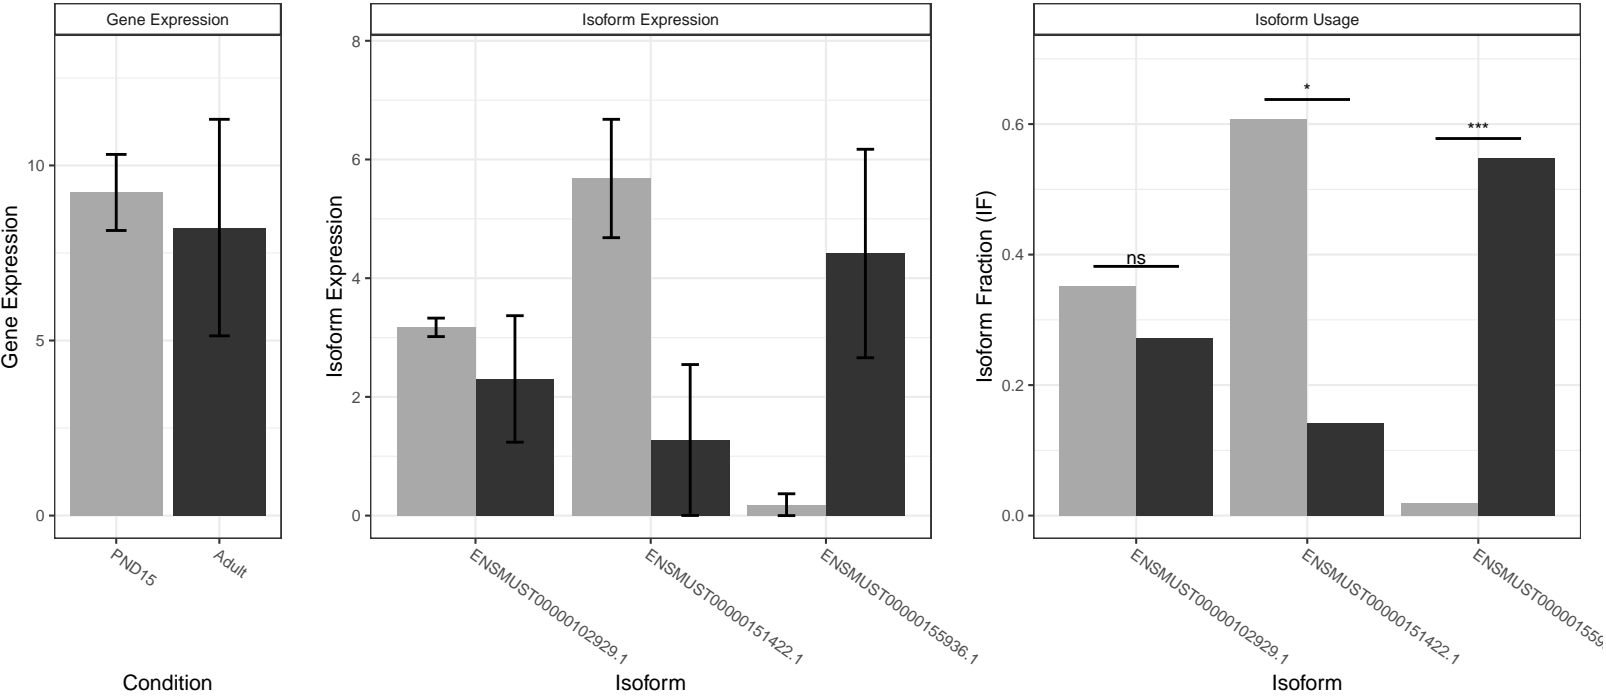 Gene Expression
Isoform Expression
Isoform Usage
Gene Expression
10
5
0
PND15
Adult
Condition
Isoform Expression
8
6
4
2
0
ENSMUST00000102929.1
ENSMUST00000151422.1
ENSMUST00000155936.1
Isoform
Isoform Fraction (IF)
0.6
0.4
0.2
0.0
ns
*
***
ENSMUST00000102929.1
ENSMUST00000151422.1
ENSMUST0000015593
Isoform